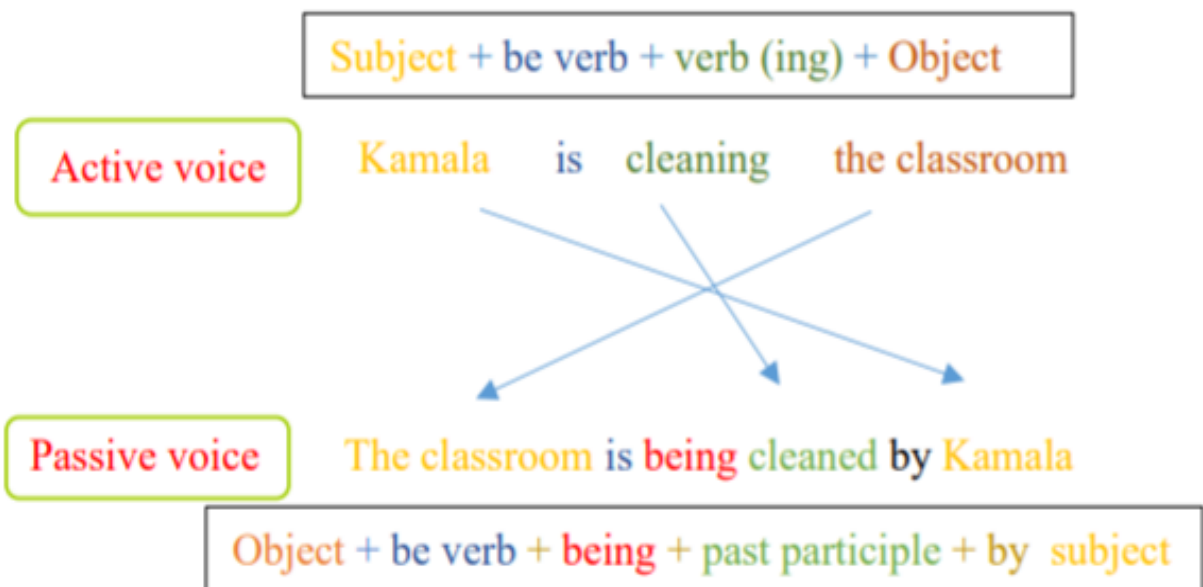 Subject + be verb + verb (ing) + Object
Active voice
Kamala is cleaning the classroom
Passive voice
The classroom is being cleaned by Kamala
Object + be verb + being + past participle + by subject